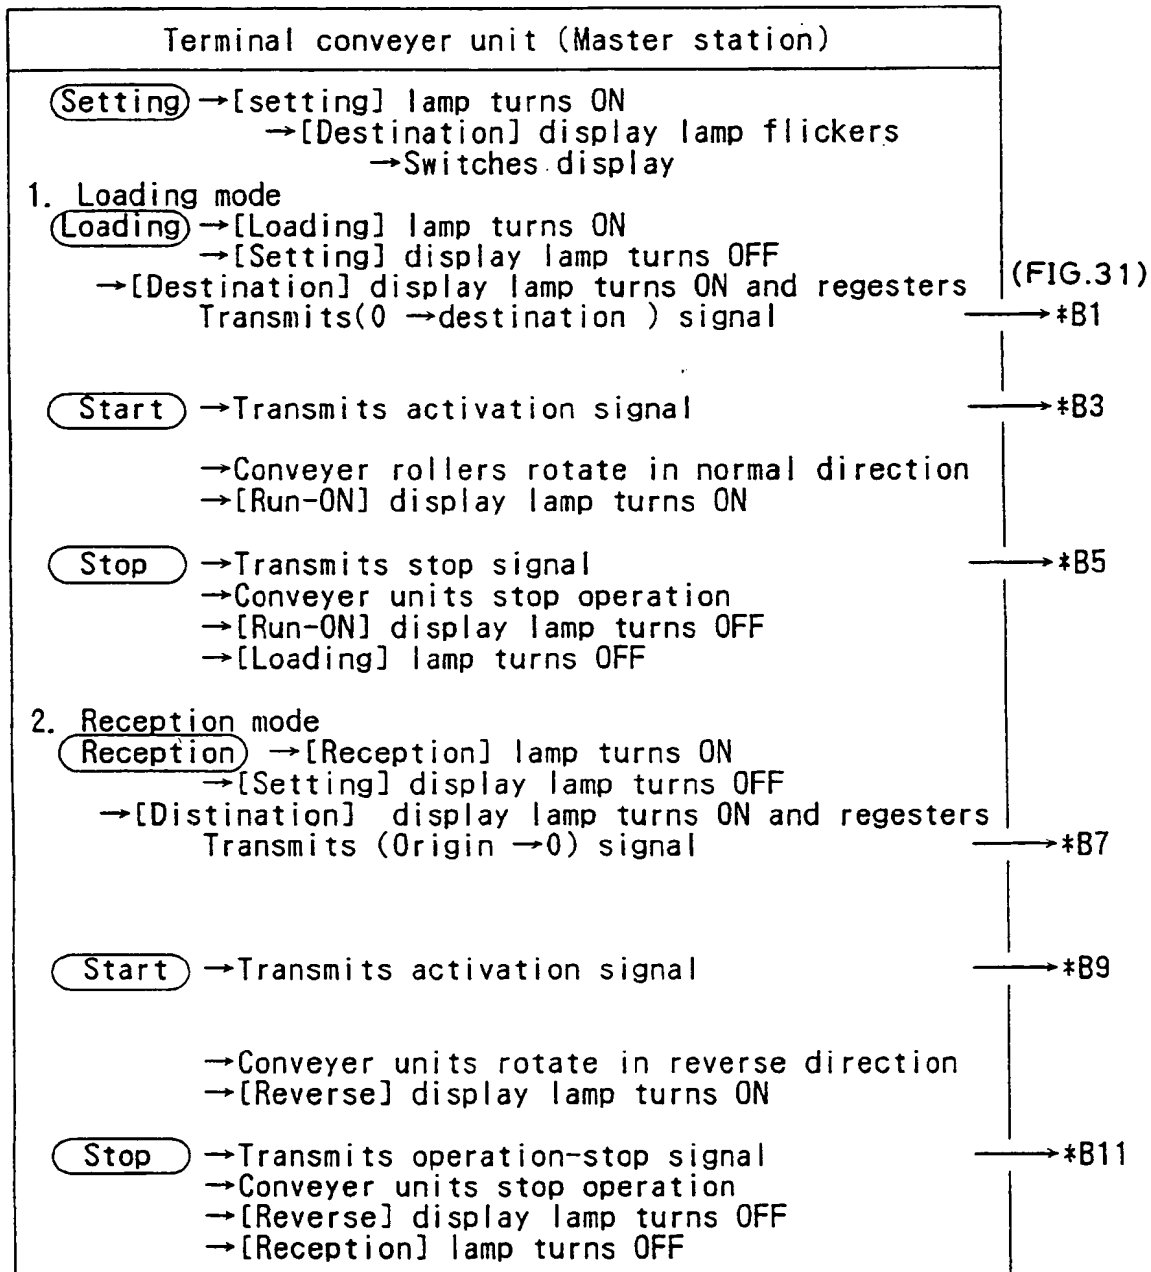 Terminal conveyer unit (Master station)
Setting →[setting] lamp turns ON
→[Destination] display lamp flickers
→Switches display
1. Loading mode
Loading →[Loading] lamp turns ON
→[Setting] display lamp turns OFF
(FIG.31)
→[Destination] display lamp turns ON and regesters
Transmits(0 →destination ) signal → *B1
Start →Transmits activation signal → *B3
→Conveyer rollers rotate in normal direction
→[Run-ON] display lamp turns ON
Stop →Transmits stop signal → *B5
→Conveyer units stop operation
→[Run-ON] display lamp turns OFF
→[Loading] lamp turns OFF
2. Reception mode
Reception →[Reception] lamp turns ON
→[Setting] display lamp turns OFF
→[Distination] display lamp turns ON and regesters
Transmits (Origin →0) signal → *B7
Start →Transmits activation signal → *B9
→Conveyer units rotate in reverse direction
→[Reverse] display lamp turns ON
Stop →Transmits operation-stop signal → *B11
→Conveyer units stop operation
→[Reverse] display lamp turns OFF
→[Reception] lamp turns OFF